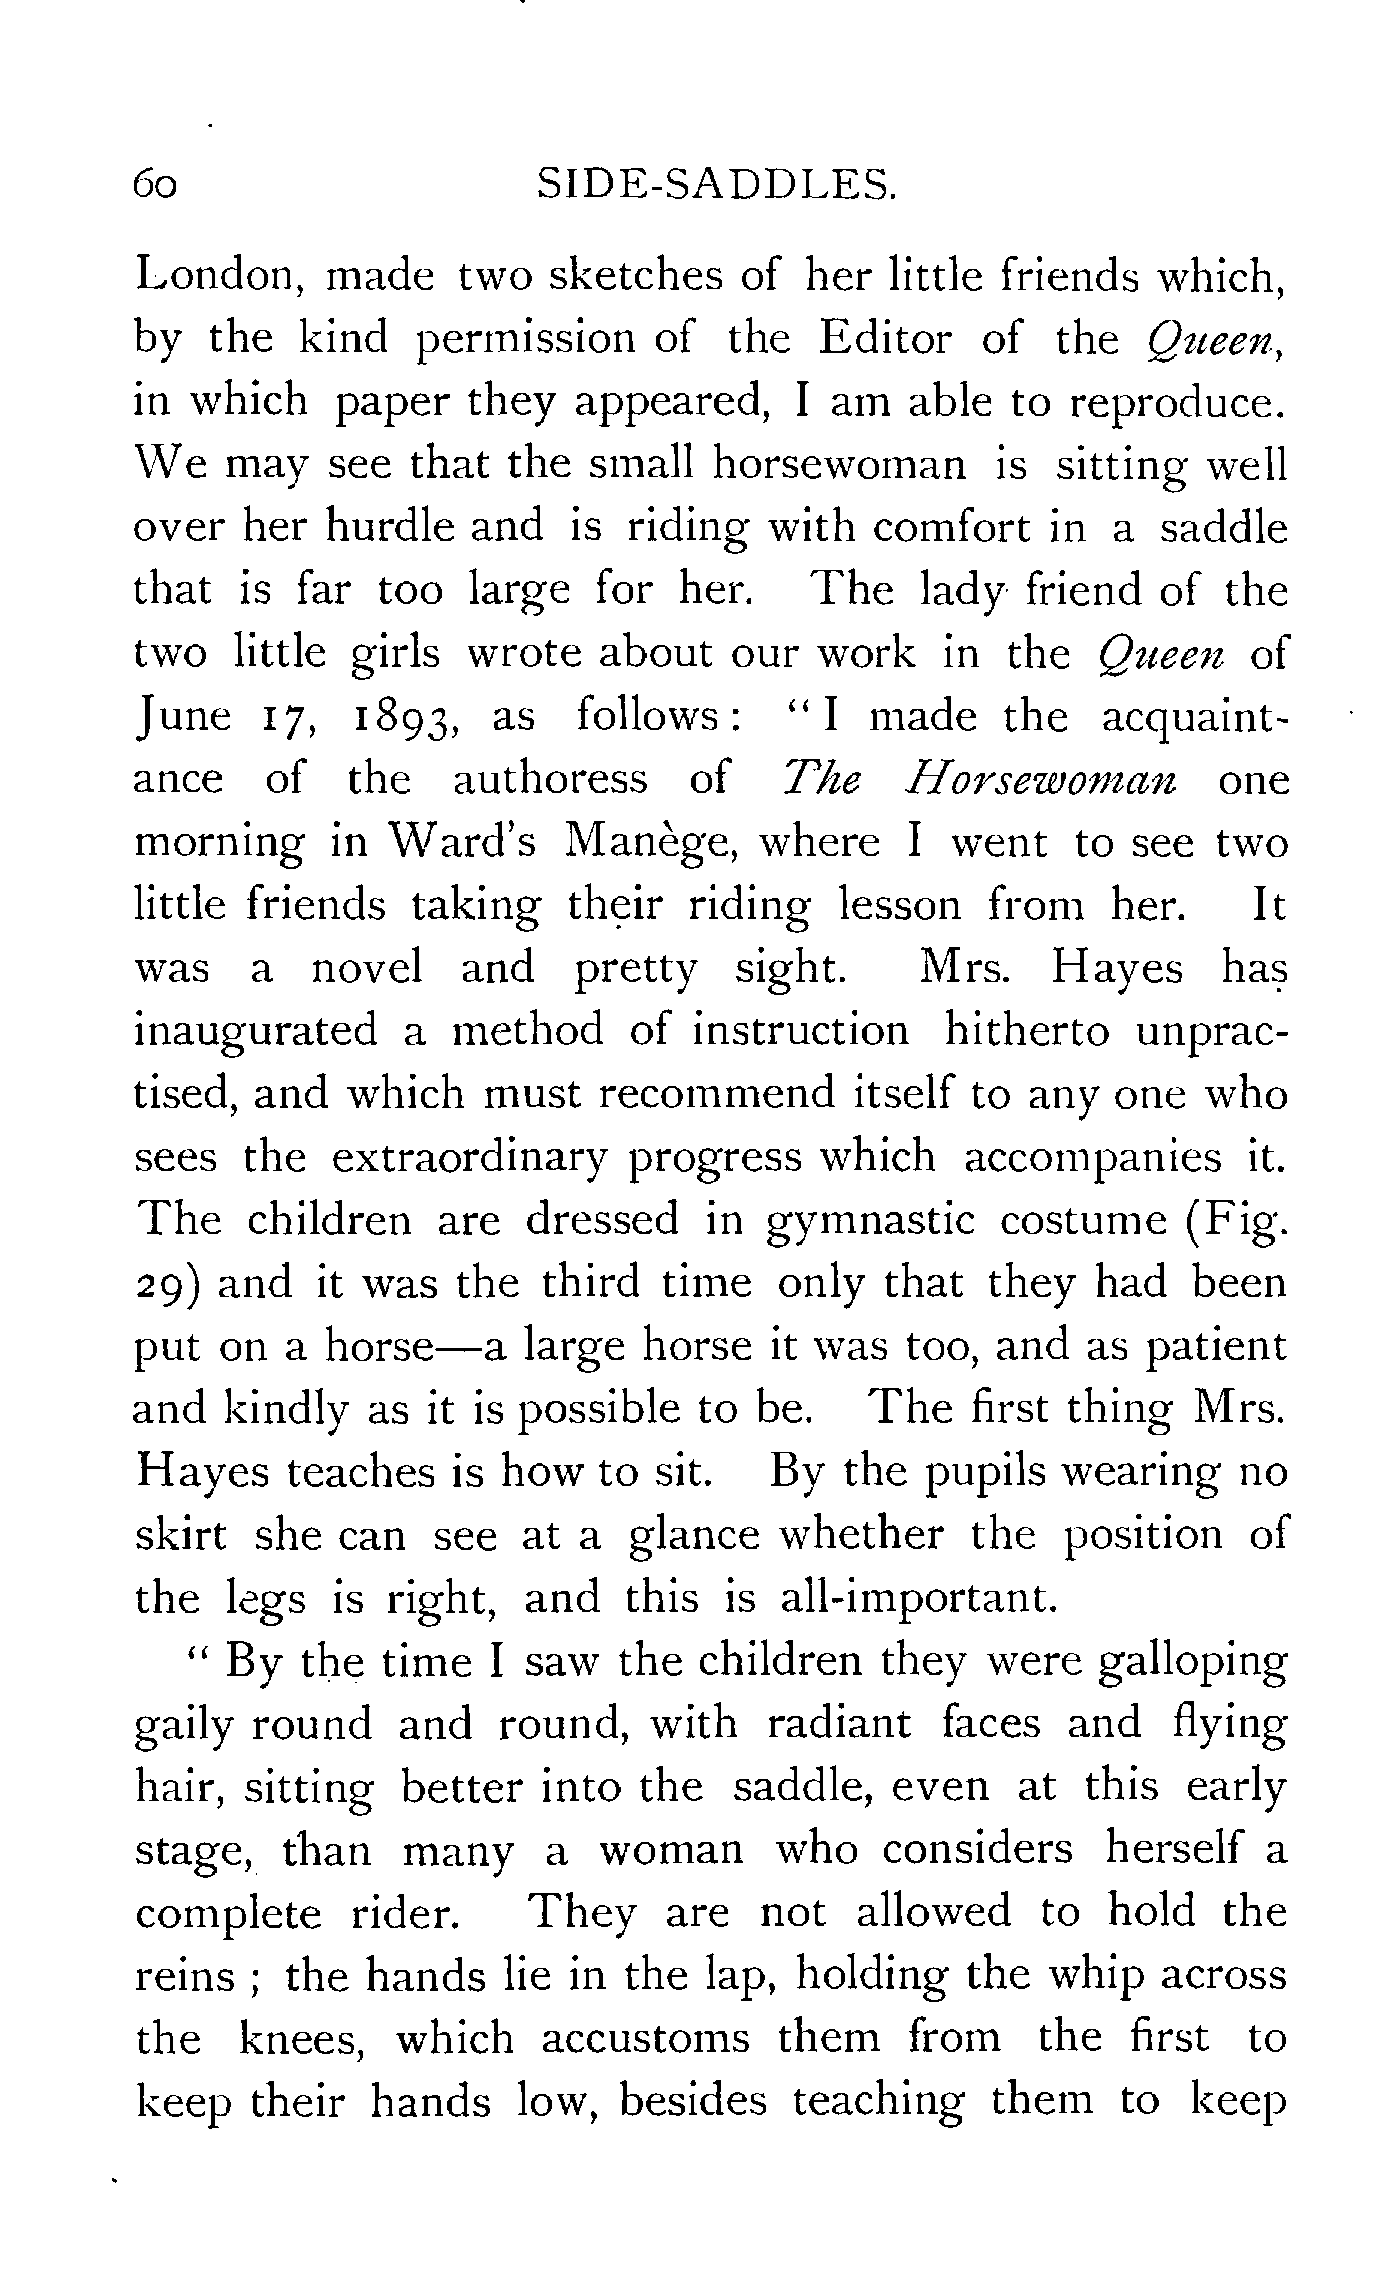 60 SIDE-SADDLES.
London, made two sketches of her little friends which,
by the kind permission of the Editor of the Queen,
in which paper they appeared, I am able to reproduce.
We may see that the small horsewoman is sitting well
over her hurdle and is riding with comfort in a saddle
that is far too large for her. The lady friend of the
two little girls wrote about our work in the Queen of
June 17, 1893, as follows : “ I made the acquaint-
ance of the authoress of The Horsewoman one
morning in Ward's Manège, where I went to see two
little friends taking their riding lesson from her. It
was a novel and pretty sight. Mrs. Hayes has
inaugurated a method of instruction hitherto unprac-
tised, and which must recommend itself to any one who
sees the extraordinary progress which accompanies it.
The children are dressed in gymnastic costume (Fig.
29) and it was the third time only that they had been
put on a horse—a large horse it was too, and as patient
and kindly as it is possible to be. The first thing Mrs.
Hayes teaches is how to sit. By the pupils wearing no
skirt she can see at a glance whether the position of
the legs is right, and this is all-important.
“ By the time I saw the children they were galloping
gaily round and round, with radiant faces and flying
hair, sitting better into the saddle, even at this early
stage, than many a woman who considers herself a
complete rider. They are not allowed to hold the
reins ; the hands lie in the lap, holding the whip across
the knees, which accustoms them from the first to
keep their hands low, besides teaching them to keep